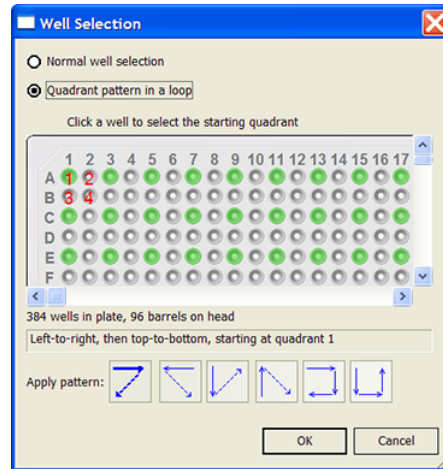 Well Selection
Normal well selection
Quadrant pattern in a loop
Click a well to select the starting quadrant
1 2 3 4 5 6 7 8 9 10 11 12 13 14 15 16 17
A 1 2
B 3 4
C
D
E
F
384 wells in plate, 96 barrels on head
Left-to-right, then top-to-bottom, starting at quadrant 1
Apply pattern:
OK Cancel